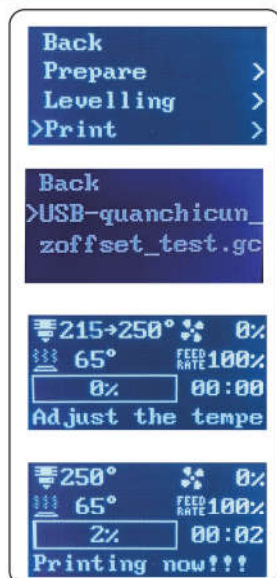 Back
Prepare >
Levelling >
>Print >
Back
>USB-quanchicun_
zoffset_test.gc
215→250° 0%
65° FEED RATE 100%
0% 00:00
Adjust the tempe
250° 0%
65° FEED RATE 100%
2% 00:02
Printing now!!!